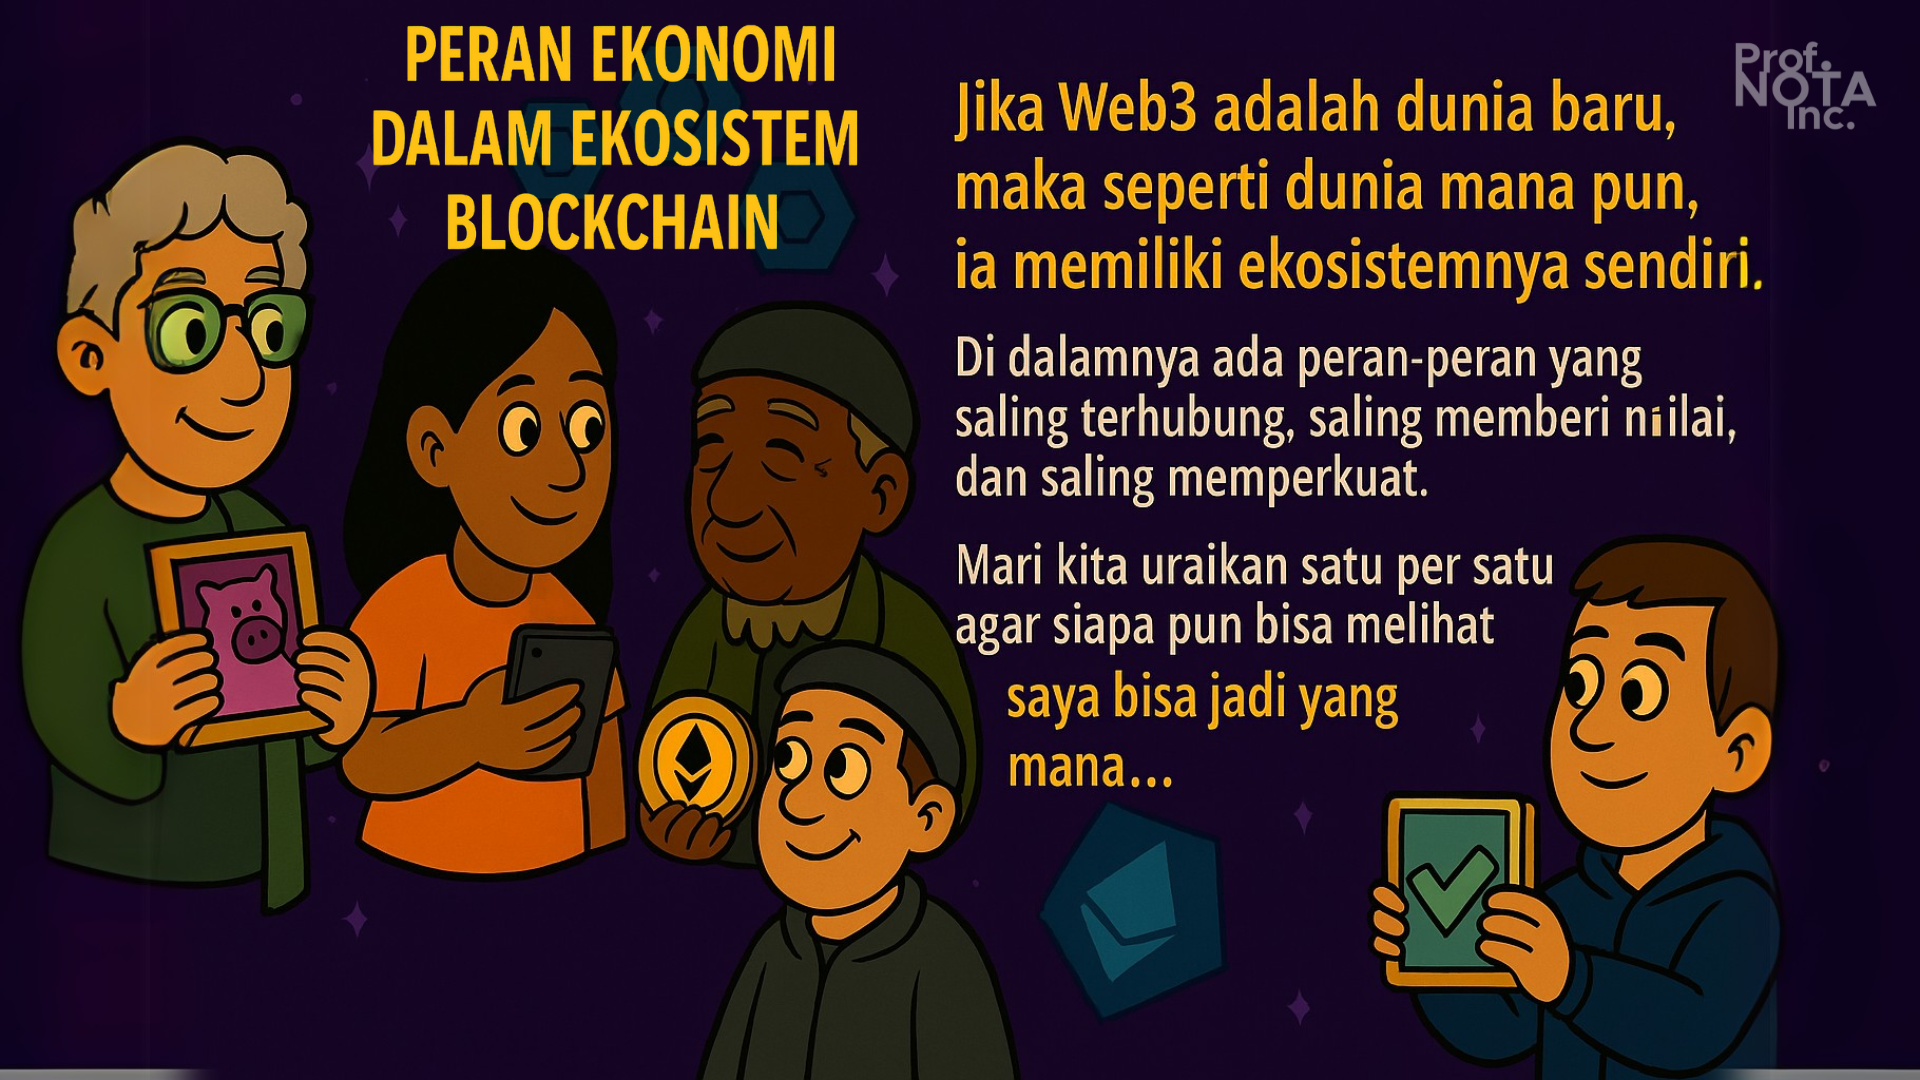 PERAN EKONOMI
DALAM EKOSISTEM
BLOCKCHAIN
Jika Web3 adalah dunia baru,
maka seperti dunia mana pun,
ia memiliki ekosistemnya sendiri.
Di dalamnya ada peran-peran yang
saling terhubung, saling memberi niilai,
dan saling memperkuat.
Mari kita uraikan satu per satu
agar siapa pun bisa melihat
saya bisa jadi yang
mana...
Prof.
NOTA
Inc.